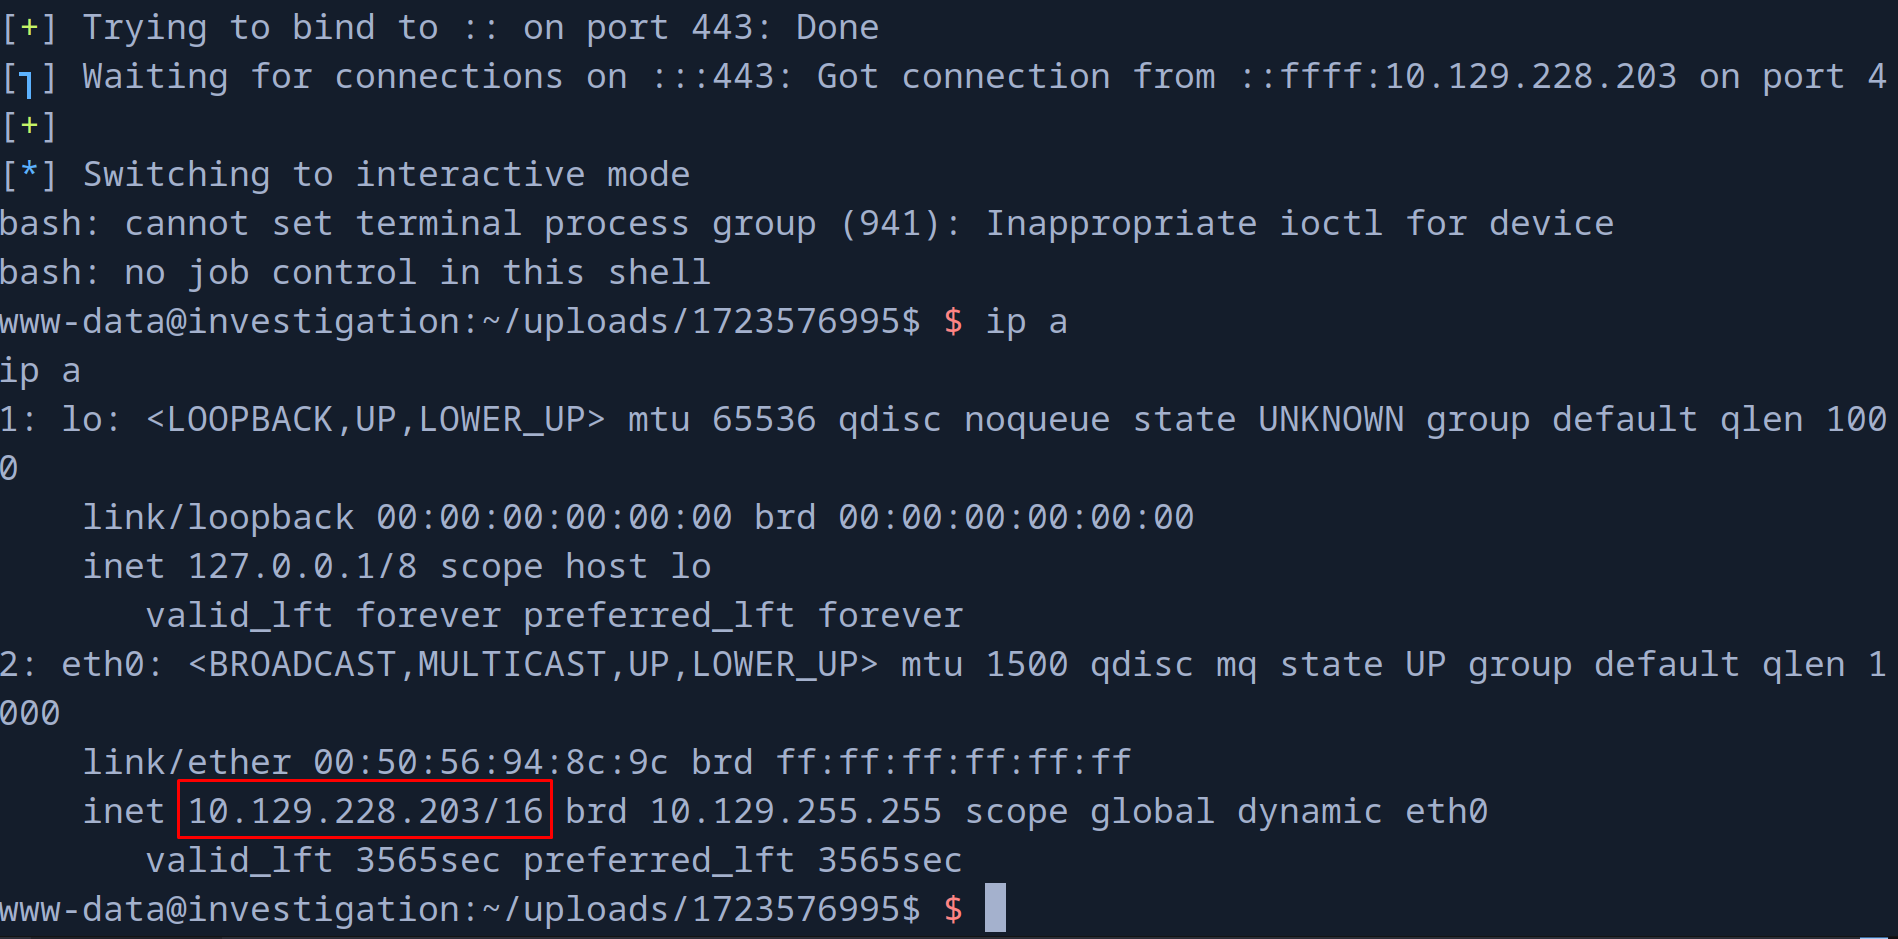 [+] Trying to bind to :: on port 443: Done
[┐] Waiting for connections on :::443: Got connection from ::ffff:10.129.228.203 on port 4
[+]
[*] Switching to interactive mode
bash: cannot set terminal process group (941): Inappropriate ioctl for device
bash: no job control in this shell
www-data@investigation:~/uploads/1723576995$ $ ip a
ip a
1: lo: <LOOPBACK,UP,LOWER_UP> mtu 65536 qdisc noqueue state UNKNOWN group default qlen 100
0
    link/loopback 00:00:00:00:00:00 brd 00:00:00:00:00:00
    inet 127.0.0.1/8 scope host lo
       valid_lft forever preferred_lft forever
2: eth0: <BROADCAST,MULTICAST,UP,LOWER_UP> mtu 1500 qdisc mq state UP group default qlen 1
000
    link/ether 00:50:56:94:8c:9c brd ff:ff:ff:ff:ff:ff
    inet 10.129.228.203/16 brd 10.129.255.255 scope global dynamic eth0
       valid_lft 3565sec preferred_lft 3565sec
www-data@investigation:~/uploads/1723576995$ $